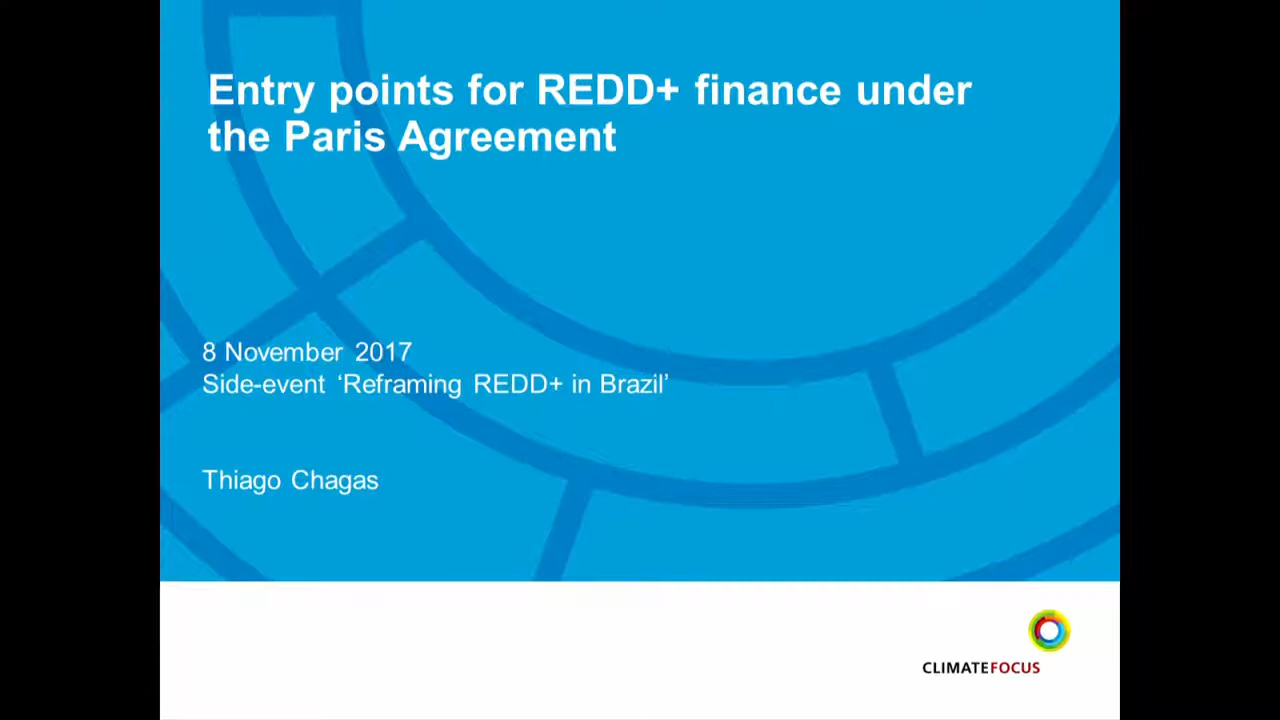 Entry points for REDD+ finance under
the Paris Agreement
8 November 2017
Side-event ‘Reframing REDD+ in Brazil’
Thiago Chagas
CLIMATEFOCUS